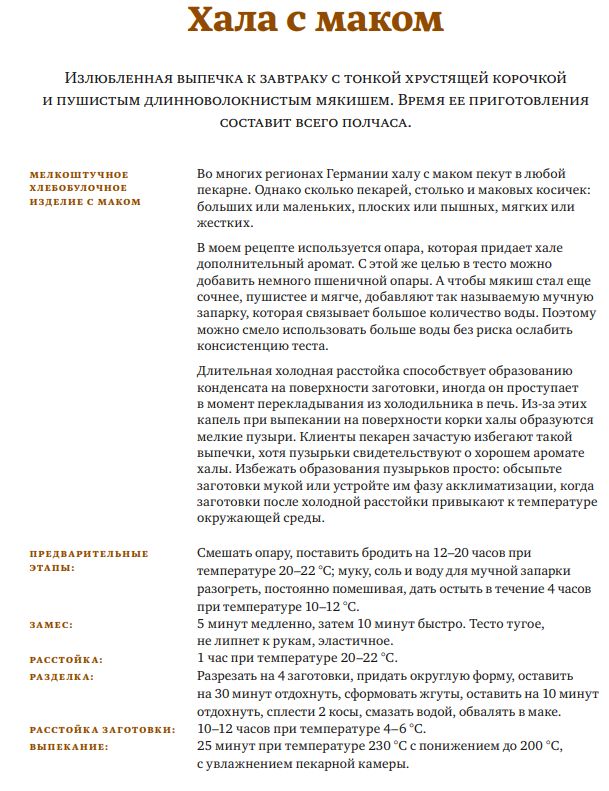 Хала с маком
Излюбленная выпечка к завтраку с тонкой хрустящей корочкой
и пушистым длинноволокнистым мякишем. Время ее приготовления
составит всего полчаса.
мелкоштучное
хлебобулочное
изделие с маком
Во многих регионах Германии халу с маком пекут в любой
пекарне. Однако сколько пекарей, столько и маковых косичек:
больших или маленьких, плоских или пышных, мягких или
жестких.
В моем рецепте используется опара, которая придает хале
дополнительный аромат. С этой же целью в тесто можно
добавить немного пшеничной опары. А чтобы мякиш стал еще
сочнее, пушистее и мягче, добавляют так называемую мучную
запарку, которая связывает большое количество воды. Поэтому
можно смело использовать больше воды без риска ослабить
консистенцию теста.
Длительная холодная расстойка способствует образованию
конденсата на поверхности заготовки, иногда он проступает
в момент перекладывания из холодильника в печь. Из-за этих
капель при выпекании на поверхности корки халы образуются
мелкие пузыри. Клиенты пекарен зачастую избегают такой
выпечки, хотя пузырьки свидетельствуют о хорошем аромате
халы. Избежать образования пузырьков просто: обсыпьте
заготовки мукой или устройте им фазу акклиматизации, когда
заготовки после холодной расстойки привыкают к температуре
окружающей среды.
предварительные
этапы:
Смешать опару, поставить бродить на 12–20 часов при
температуре 20–22 °С; муку, соль и воду для мучной запарки
разогреть, постоянно помешивая, дать остыть в течение 4 часов
при температуре 10–12 °С.
замес:
5 минут медленно, затем 10 минут быстро. Тесто тугое,
не липнет к рукам, эластичное.
расстойка:
1 час при температуре 20–22 °С.
разделка:
Разрезать на 4 заготовки, придать округлую форму, оставить
на 30 минут отдохнуть, сформовать жгуты, оставить на 10 минут
отдохнуть, сплести 2 косы, смазать водой, обвалять в маке.
расстойка заготовки:
10–12 часов при температуре 4–6 °С.
выпекание:
25 минут при температуре 230 °С с понижением до 200 °С,
с увлажнением пекарной камеры.